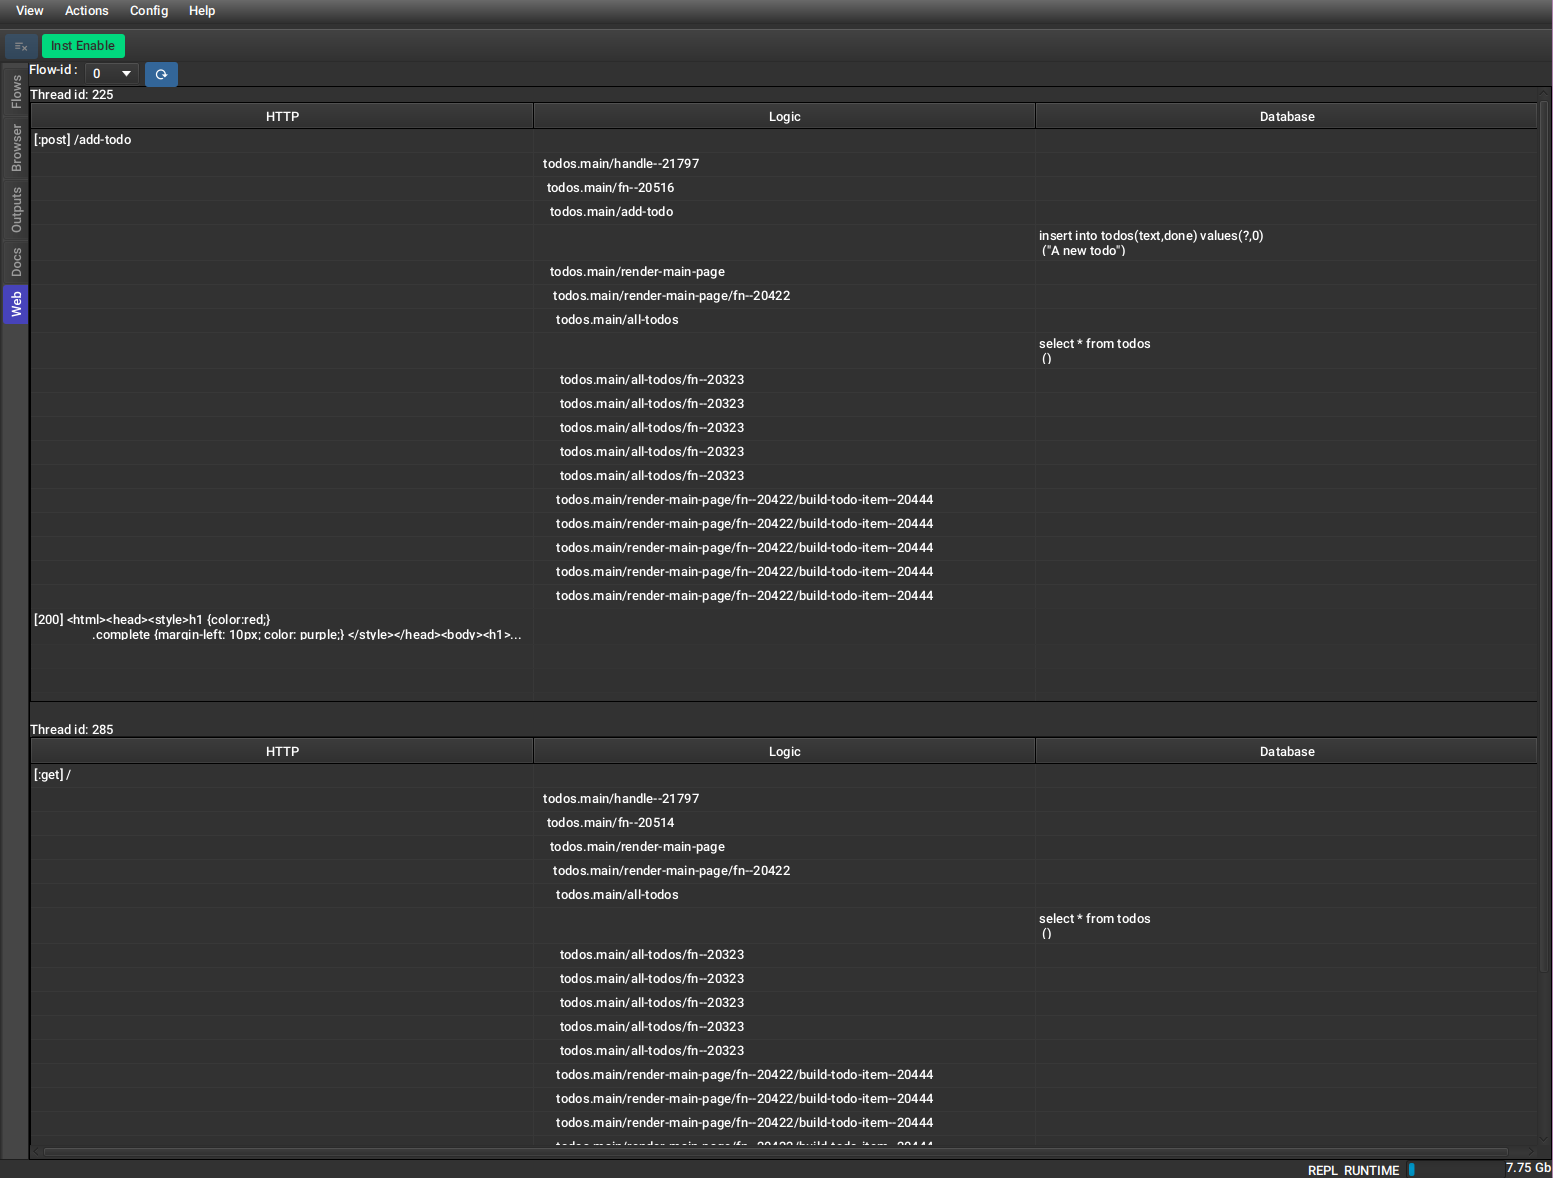 View Actions Config Help
Inst Enable
Flow-id : 0
Flows
Browser
Outputs
Docs
Web
Thread id: 225
HTTP Logic Database
[:post] /add-todo
todos.main/handle--21797
todos.main/fn--20516
todos.main/add-todo
insert into todos(text,done) values(?,0)
("A new todo")
todos.main/render-main-page
todos.main/render-main-page/fn--20422
todos.main/all-todos
select * from todos
()
todos.main/all-todos/fn--20323
todos.main/all-todos/fn--20323
todos.main/all-todos/fn--20323
todos.main/all-todos/fn--20323
todos.main/all-todos/fn--20323
todos.main/render-main-page/fn--20422/build-todo-item--20444
todos.main/render-main-page/fn--20422/build-todo-item--20444
todos.main/render-main-page/fn--20422/build-todo-item--20444
todos.main/render-main-page/fn--20422/build-todo-item--20444
todos.main/render-main-page/fn--20422/build-todo-item--20444
[200] <html><head><style>h1 {color:red;}
.complete {margin-left: 10px; color: purple;} </style></head><body><h1>...
Thread id: 285
HTTP Logic Database
[:get] /
todos.main/handle--21797
todos.main/fn--20514
todos.main/render-main-page
todos.main/render-main-page/fn--20422
todos.main/all-todos
select * from todos
()
todos.main/all-todos/fn--20323
todos.main/all-todos/fn--20323
todos.main/all-todos/fn--20323
todos.main/all-todos/fn--20323
todos.main/all-todos/fn--20323
todos.main/render-main-page/fn--20422/build-todo-item--20444
todos.main/render-main-page/fn--20422/build-todo-item--20444
todos.main/render-main-page/fn--20422/build-todo-item--20444
REPL RUNTIME 7.75 Gb